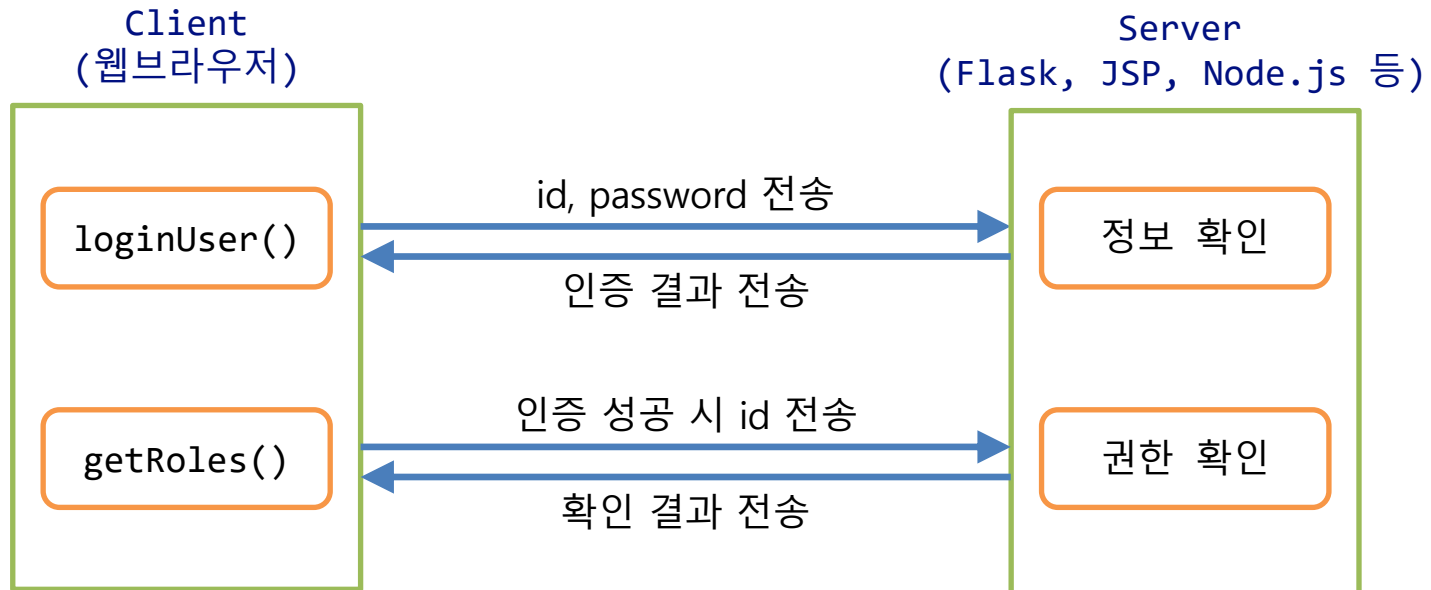 Client
(웹브라우저)
Server
(Flask, JSP, Node.js 등)
id, password 전송
loginUser()
정보 확인
인증 결과 전송
인증 성공 시 id 전송
getRoles()
권한 확인
확인 결과 전송